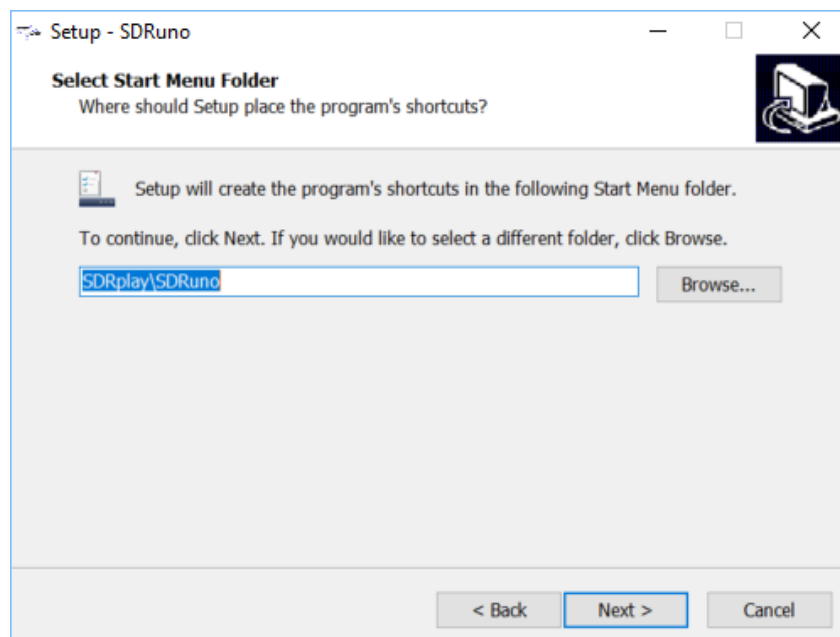 Setup - SDRuno
Select Start Menu Folder
Where should Setup place the program's shortcuts?
Setup will create the program's shortcuts in the following Start Menu folder.
To continue, click Next. If you would like to select a different folder, click Browse.
SDRplay\SDRuno
Browse...
< Back
Next >
Cancel